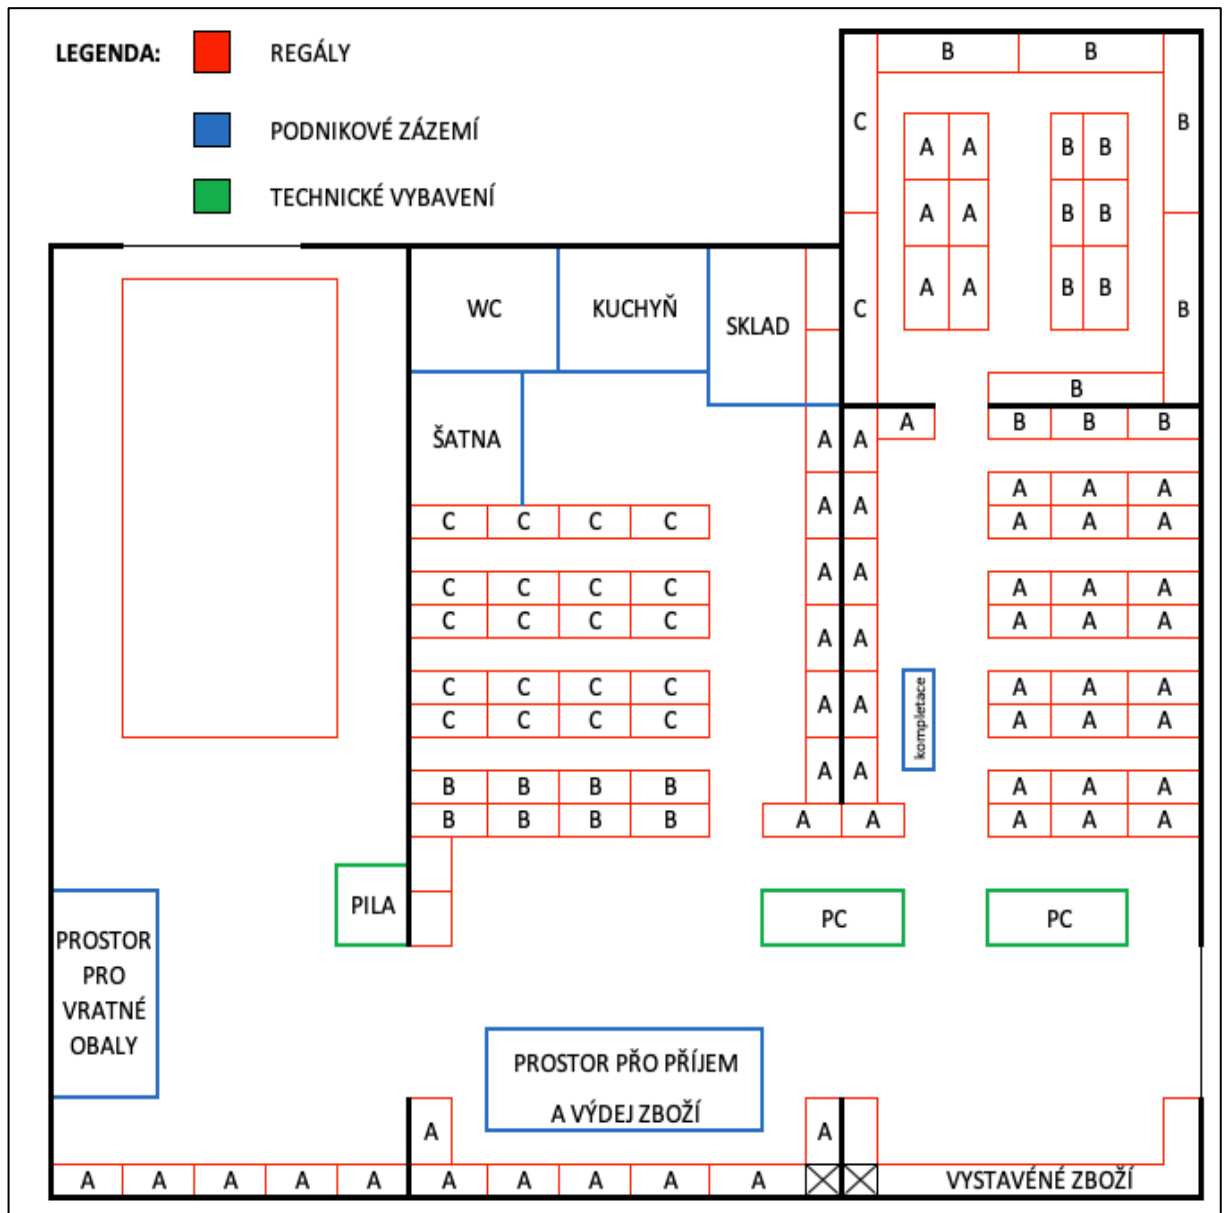 LEGENDA:
REGÁLY
PODNIKOVÉ ZÁZEMÍ
TECHNICKÉ VYBAVENÍ
B B
C B
A A B B
A A B B
A A B B
C B
B
WC KUCHYŇ SKLAD
ŠATNA
A A A B B B
A A A
A A A A A
C C C C
A A A
C C C C A A A A A
C C C C A A A
A A
C C C C A A A
C C C C A A A A A
kompletace
B B B B A A A A A
B B B B A A A A A
PILA
PC PC
PROSTOR
PRO
VRATNÉ
OBALY
PROSTOR PŘO PŘÍJEM
A VÝDEJ ZBOŽÍ
A A
A A A A A A A A A A VYSTAVÉNÉ ZBOŽÍ